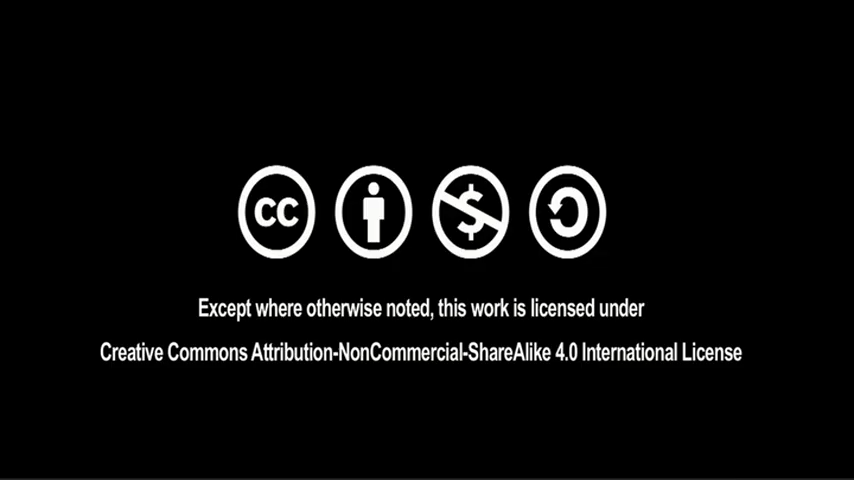 cc
Except where otherwise noted, this work is licensed under
Creative Commons Attribution-NonCommercial-ShareAlike 4.0 International License